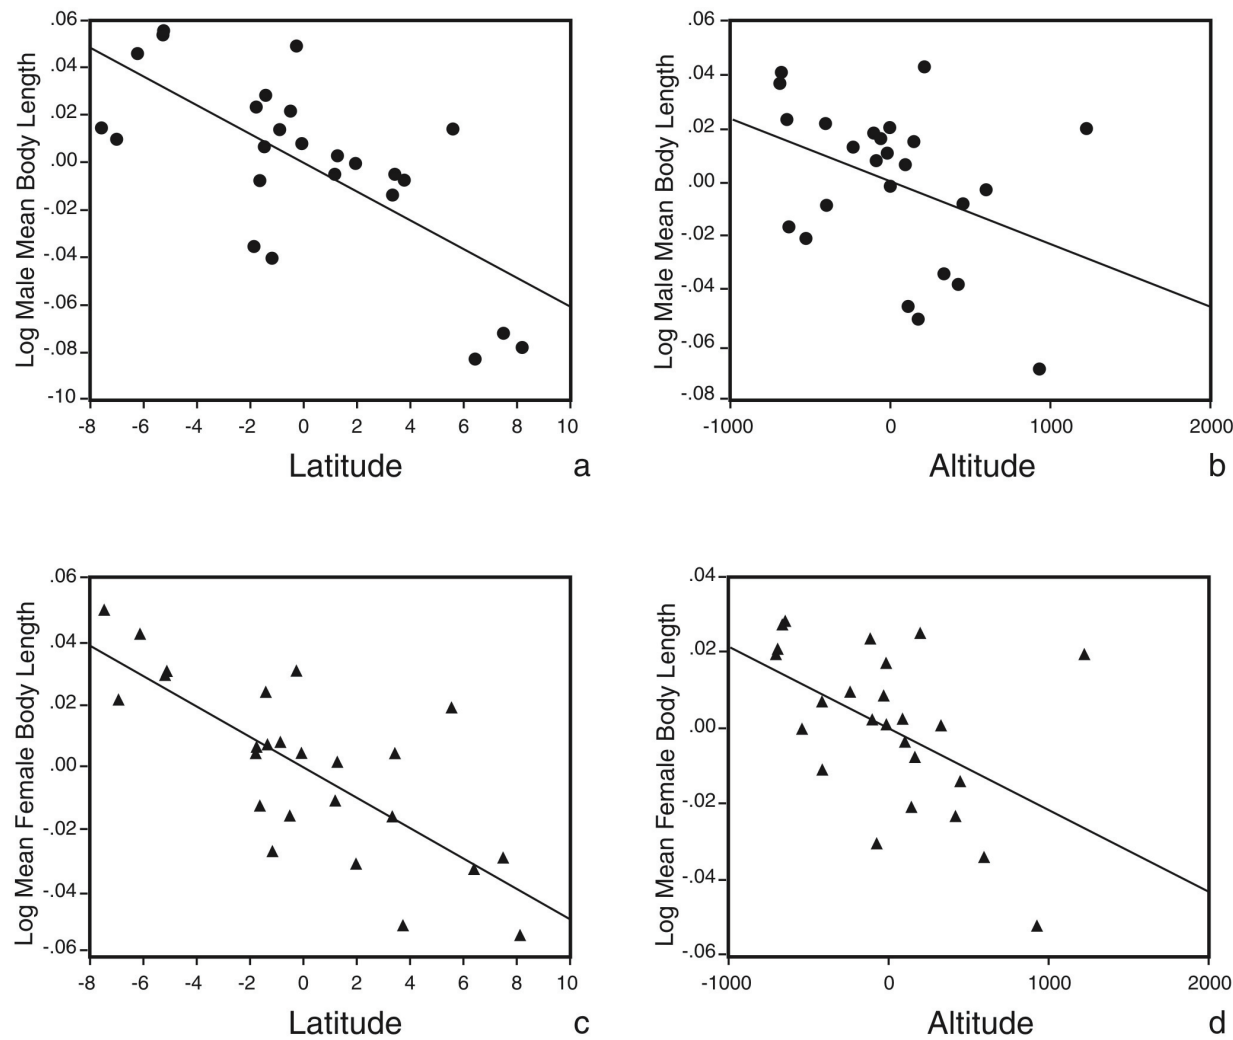 .06
.04
.02
.00
-.02
-.04
-.06
-.08
-10
Log Male Mean Body Length
-8 -6 -4 -2 0 2 4 6 8 10
Latitude
a
.06
.04
.02
.00
-.02
-.04
-.06
-.08
Log Male Mean Body Length
-1000 0 1000 2000
Altitude
b
.06
.04
.02
.00
-.02
-.04
-.06
Log Mean Female Body Length
-8 -6 -4 -2 0 2 4 6 8 10
Latitude
c
.04
.02
.00
-.02
-.04
-.06
Log Mean Female Body Length
-1000 0 1000 2000
Altitude
d